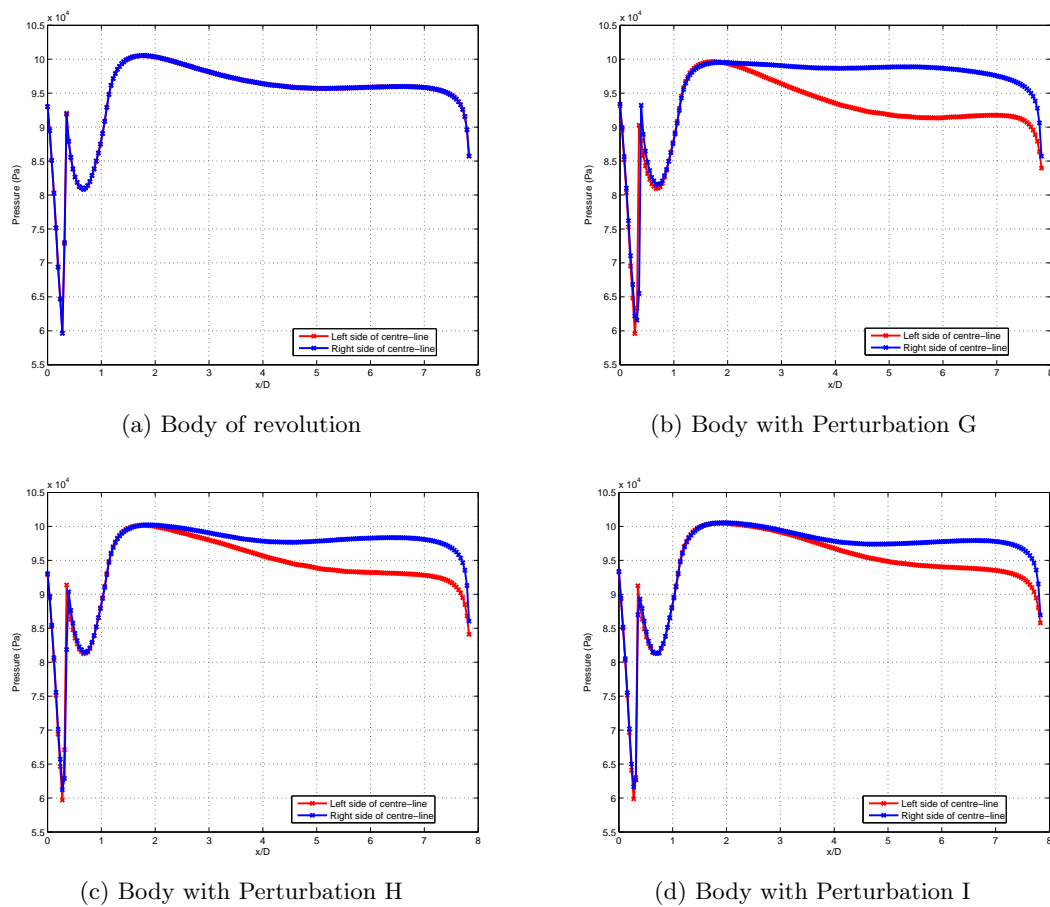 x 10⁴
10.5
10
9.5
9
8.5
8
7.5
7
6.5
6
5.5
Pressure (Pa)
0 1 2 3 4 5 6 7 8
x/D
Left side of centre−line
Right side of centre−line
(a) Body of revolution
x 10⁴
10.5
10
9.5
9
8.5
8
7.5
7
6.5
6
5.5
Pressure (Pa)
0 1 2 3 4 5 6 7 8
x/D
Left side of centre−line
Right side of centre−line
(b) Body with Perturbation G
x 10⁴
10.5
10
9.5
9
8.5
8
7.5
7
6.5
6
5.5
Pressure (Pa)
0 1 2 3 4 5 6 7 8
x/D
Left side of centre−line
Right side of centre−line
(c) Body with Perturbation H
x 10⁴
10.5
10
9.5
9
8.5
8
7.5
7
6.5
6
5.5
Pressure (Pa)
0 1 2 3 4 5 6 7 8
x/D
Left side of centre−line
Right side of centre−line
(d) Body with Perturbation I